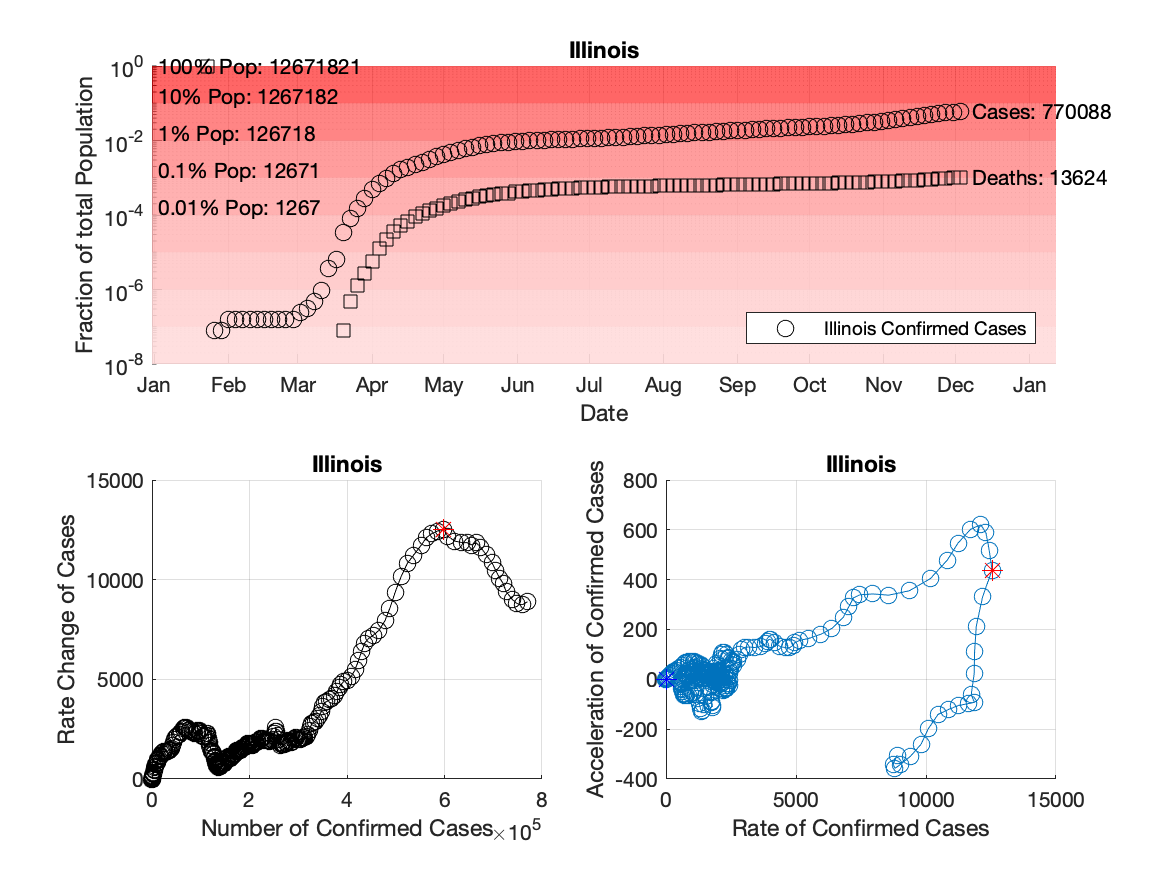 Illinois
10^0
100% Pop: 12671821
10% Pop: 1267182
Cases: 770088
10^-2
1% Pop: 126718
0.1% Pop: 12671
Deaths: 13624
10^-4
0.01% Pop: 1267
10^-6
Illinois Confirmed Cases
10^-8
Fraction of total Population
Jan Feb Mar Apr May Jun Jul Aug Sep Oct Nov Dec Jan
Date
Illinois
15000
10000
5000
0
Rate Change of Cases
0 2 4 6 8
Number of Confirmed Cases
×10^5
Illinois
800
600
400
200
0
-200
-400
Acceleration of Confirmed Cases
0 5000 10000 15000
Rate of Confirmed Cases